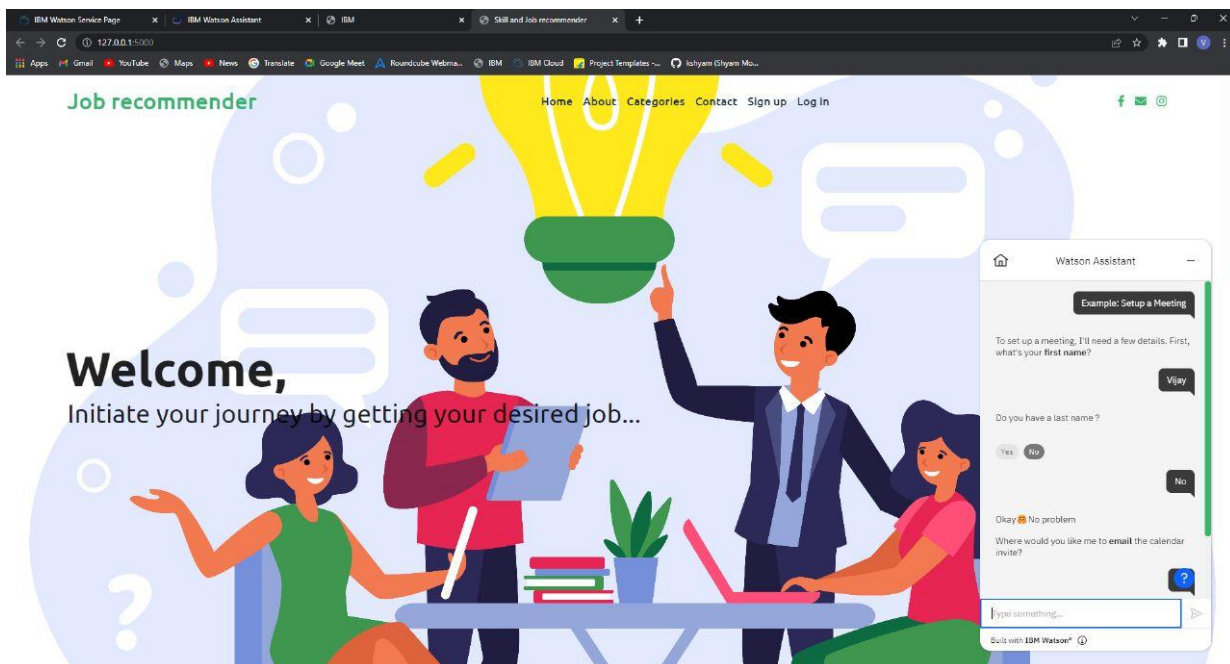 IBM Watson Service Page IBM Watson Assistant IBM Skill and Job recommender
127.0.0.1:5000
Apps Gmail YouTube Maps News Translate Google Meet Roundcube Webma... IBM IBM Cloud Project Templates -... kshyam (Shyam Mo...
Job recommender
Home About Categories Contact Sign up Log In
Welcome,
Initiate your journey by getting your desired job...
?
Watson Assistant
Example: Setup a Meeting
To set up a meeting, I'll need a few details. First,
what's your first name?
Vijay
Do you have a last name ?
Yes No
No
Okay🤗 No problem
Where would you like me to email the calendar
invite?
?
Type something...
Built with IBM Watson®